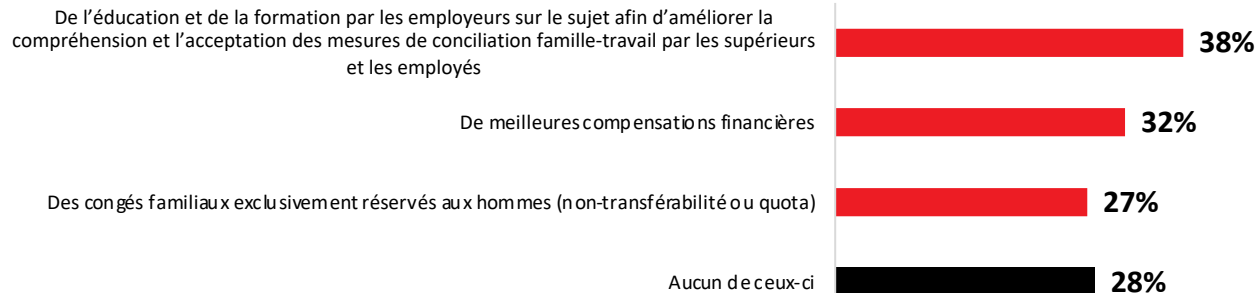 De l’éducation et de la formation par les employeurs sur le sujet afin d’améliorer la
compréhension et l’acceptation des mesures de conciliation famille-travail par les supérieurs
et les employés
38%
De meilleures compensations financières
32%
Des congés familiaux exclusivement réservés aux hommes (non-transférabilité ou quota)
27%
Aucun de ceux-ci
28%